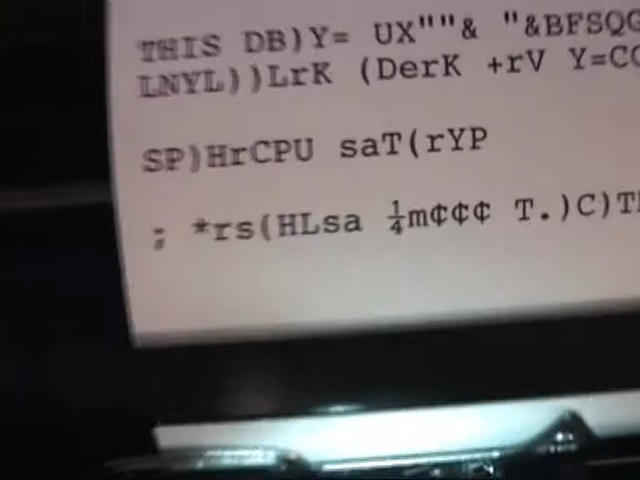 THIS DB)Y= UX""& "&BFSQG
LNYL))LrK (DerK +rV Y=CC
SP)HrCPU saT(rYP
; *rs(HLsa ¼m¢¢¢ T.)C)T